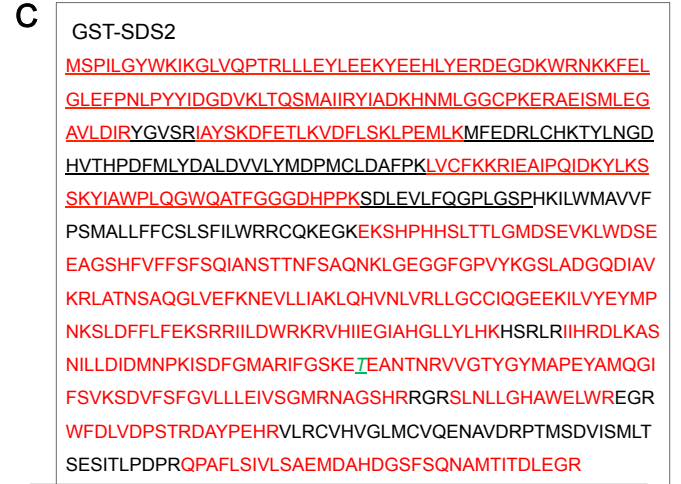 C
GST-SDS2
MSPILGYWKIKGLVQPTRLLLEYLEEKYEEHLYERDEGDKWRNKKFEL
GLEFPNLPYYIDGDVKLTQSMAIIRYIADKHNMLGGCPKERAEISMLEG
AVLDIRYGVSRIAYSKDFETLKVDFLSKLPEMLKMFEDRLCHKTYLNGD
HVTHPDFMLYDALDVVLYMDPMCLDAFPKLVCFKKRIEAIPQIDKYLKS
SKYIAWPLQGWQATFGGGDHPPKSDLEVLFQGPLGSPHKILWMAVVF
PSMALLFFCSLSFILWRRCQKEGKEKSHPHHSLTTLGMDSEVKLWDSE
EAGSHFVFFSFSQIANSTTNFSAQNKLGEGGFGPVYKGSLADGQDIAV
KRLATNSAQGLVEFKNEVLLIAKLQHVNLVRLLGCCIQGEEKILVYEYMP
NKSLDFFLFEKSRRIILDWRKRVHIIEGIAHGLLYLHKHSRLRIIHRDLKAS
NILLDIDMNPKISDFGMARIFGSKETEANTNRVVGTYGYMAPEYAMQGI
FSVKSDVFSFGVLLLEIVSGMRNAGSHRRGRSLNLLGHAWELWREGR
WFDLVDPSTRDAYPEHRVLRCVHVGLMCVQENAVDRPTMSDVISMLT
SESITLPDPRQPAFLSIVLSAEMDAHDGSFSQNAMTITDLEGR